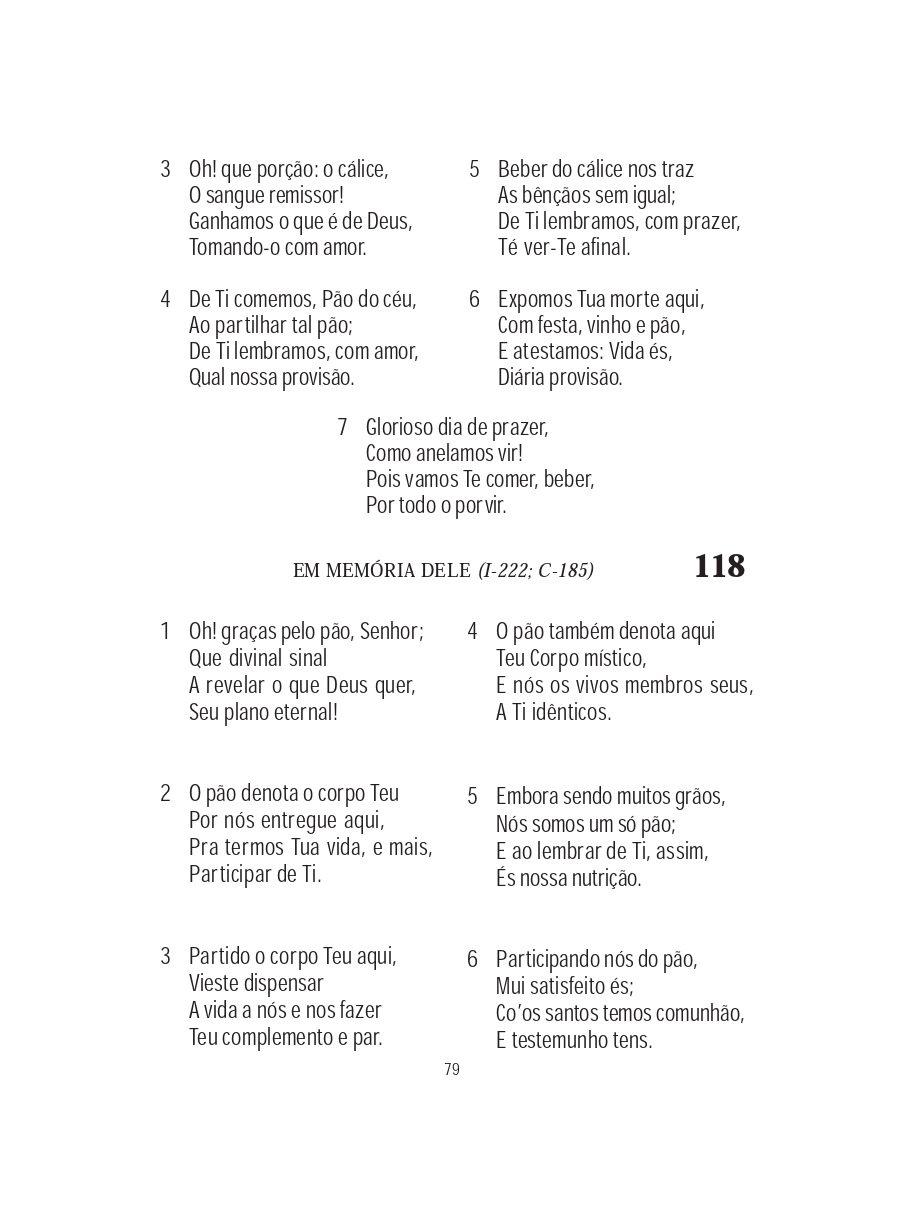 3 Oh! que porção: o cálice,
O sangue remissor!
Ganhamos o que é de Deus,
Tomando-o com amor.
4 De Ti comemos, Pão do céu,
Ao partilhar tal pão;
De Ti lembramos, com amor,
Qual nossa provisão.
5 Beber do cálice nos traz
As bênçãos sem igual;
De Ti lembramos, com prazer,
Té ver-Te afinal.
6 Expomos Tua morte aqui,
Com festa, vinho e pão,
E atestamos: Vida és,
Diária provisão.
7 Glorioso dia de prazer,
Como anelamos vir!
Pois vamos Te comer, beber,
Por todo o porvir.
EM MEMÓRIA DELE (I-222; C-185) 118
1 Oh! graças pelo pão, Senhor;
Que divinal sinal
A revelar o que Deus quer,
Seu plano eternal!
2 O pão denota o corpo Teu
Por nós entregue aqui,
Pra termos Tua vida, e mais,
Participar de Ti.
3 Partido o corpo Teu aqui,
Vieste dispensar
A vida a nós e nos fazer
Teu complemento e par.
4 O pão também denota aqui
Teu Corpo místico,
E nós os vivos membros seus,
A Ti idênticos.
5 Embora sendo muitos grãos,
Nós somos um só pão;
E ao lembrar de Ti, assim,
És nossa nutrição.
6 Participando nós do pão,
Mui satisfeito és;
Co’os santos temos comunhão,
E testemunho tens.
79